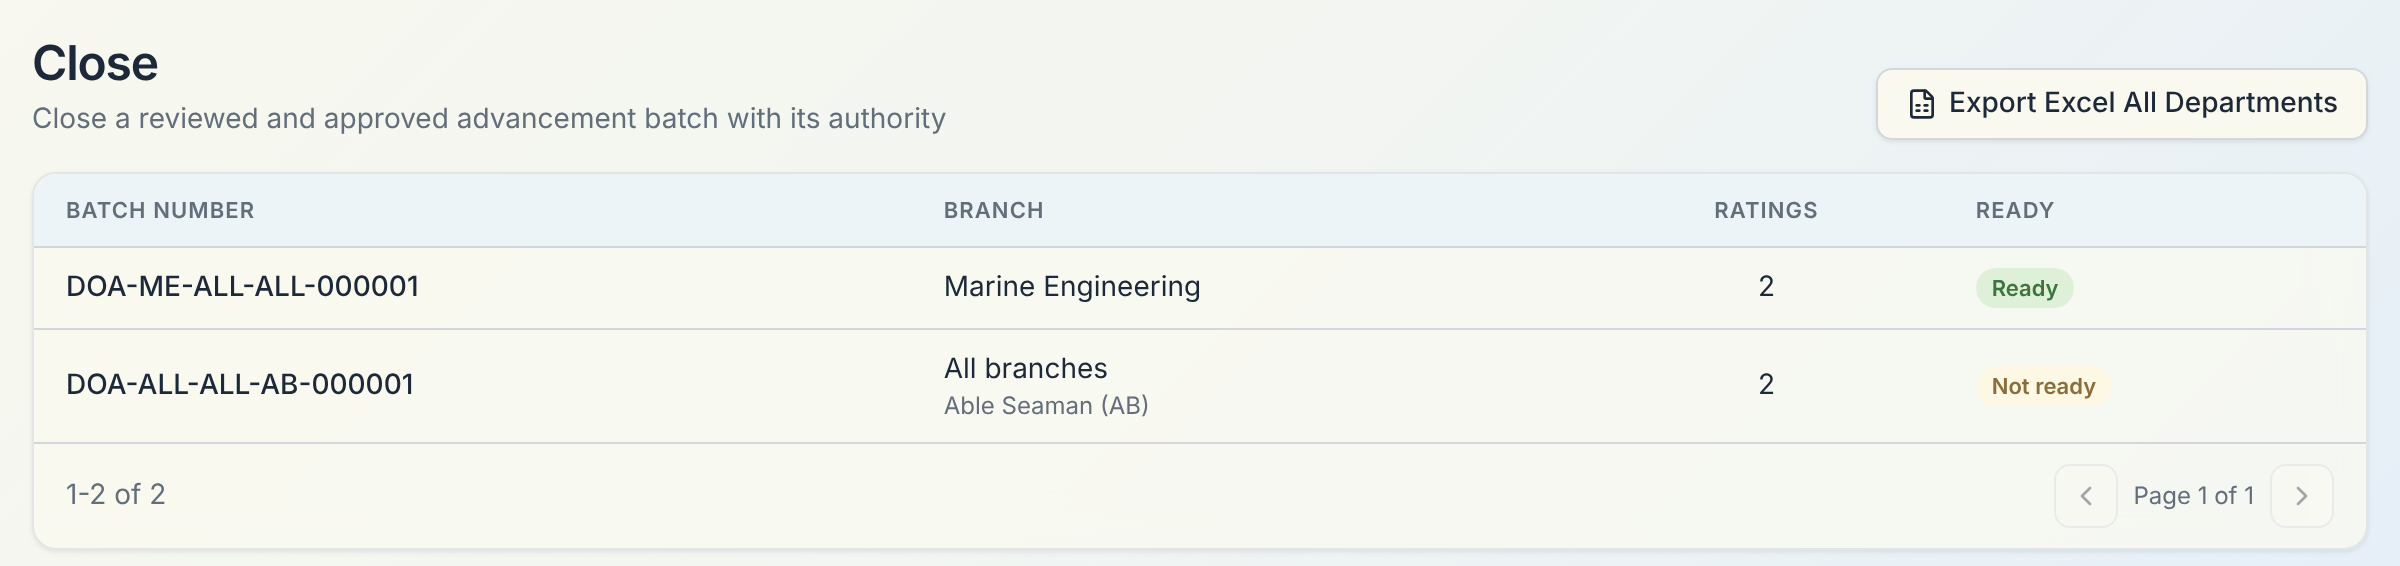 Close
Close a reviewed and approved advancement batch with its authority
Export Excel All Departments
BATCH NUMBER BRANCH RATINGS READY
DOA-ME-ALL-ALL-000001 Marine Engineering 2 Ready
DOA-ALL-ALL-AB-000001 All branches 2 Not ready
Able Seaman (AB)
1-2 of 2 Page 1 of 1